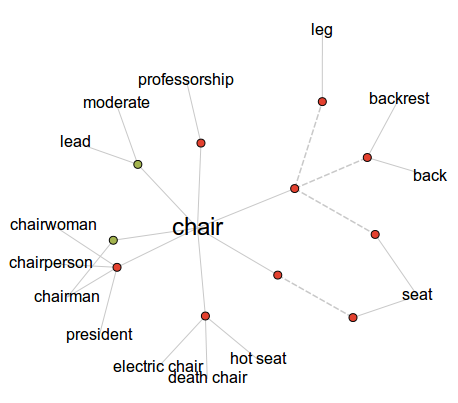 leg
professorship
moderate
backrest
lead
back
chairwoman
chair
chairperson
chairman
seat
president
electric chair
hot seat
death chair